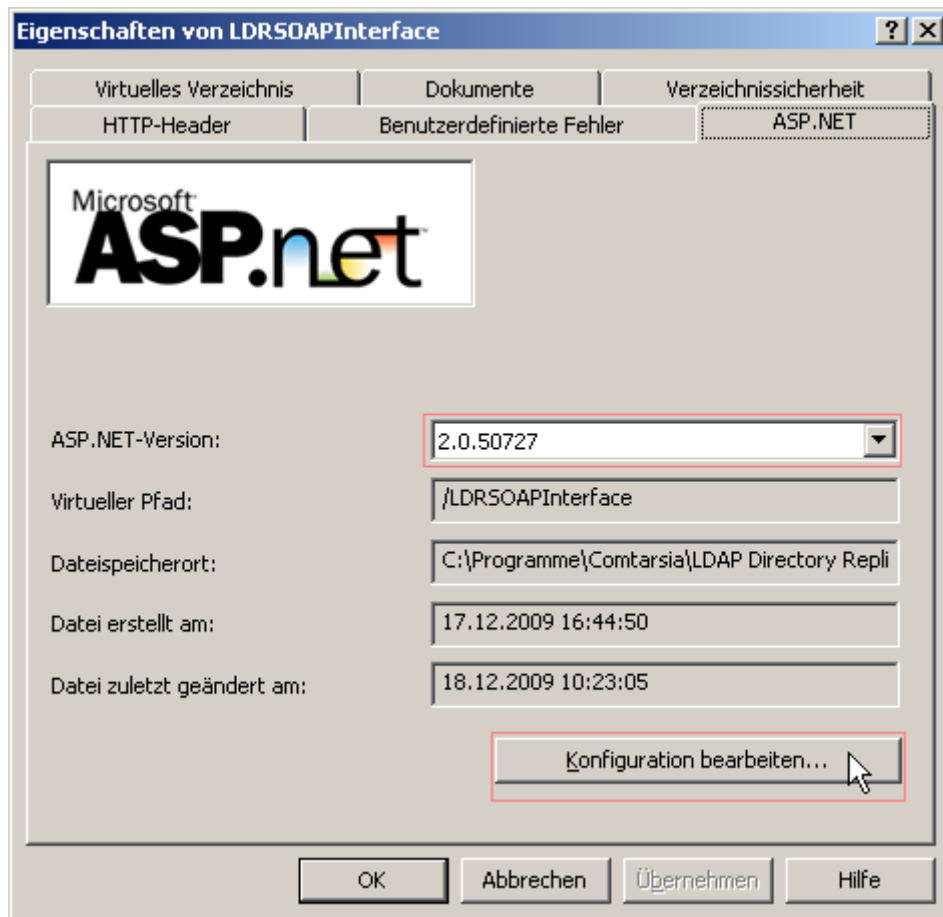 Eigenschaften von LDRSOAPInterface
Virtuelles Verzeichnis Dokumente Verzeichnissicherheit
HTTP-Header Benutzerdefinierte Fehler ASP.NET
Microsoft
ASP.net
ASP.NET-Version: 2.0.50727
Virtueller Pfad: /LDRSOAPInterface
Dateispeicherort: C:\Programme\Comtarsia\LDAP Directory Repli
Datei erstellt am: 17.12.2009 16:44:50
Datei zuletzt geändert am: 18.12.2009 10:23:05
Konfiguration bearbeiten...
OK Abbrechen Übernehmen Hilfe